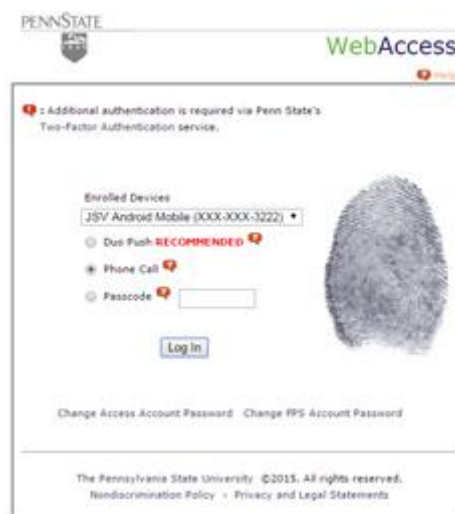 PENNSTATE
WebAccess
Help
: Additional authentication is required via Penn State's
Two-Factor Authentication service.
Enrolled Devices
JSV Android Mobile (XXX-XXX-3222)
Duo Push RECOMMENDED
Phone Call
Passcode
Log In
Change Access Account Password Change FPS Account Password
The Pennsylvania State University ©2015. All rights reserved.
Nondiscrimination Policy - Privacy and Legal Statements